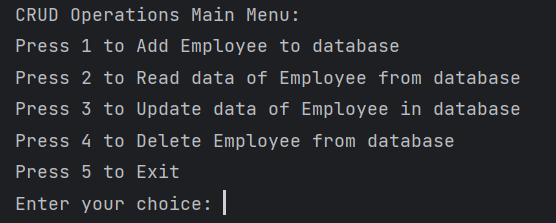 CRUD Operations Main Menu:
Press 1 to Add Employee to database
Press 2 to Read data of Employee from database
Press 3 to Update data of Employee in database
Press 4 to Delete Employee from database
Press 5 to Exit
Enter your choice: